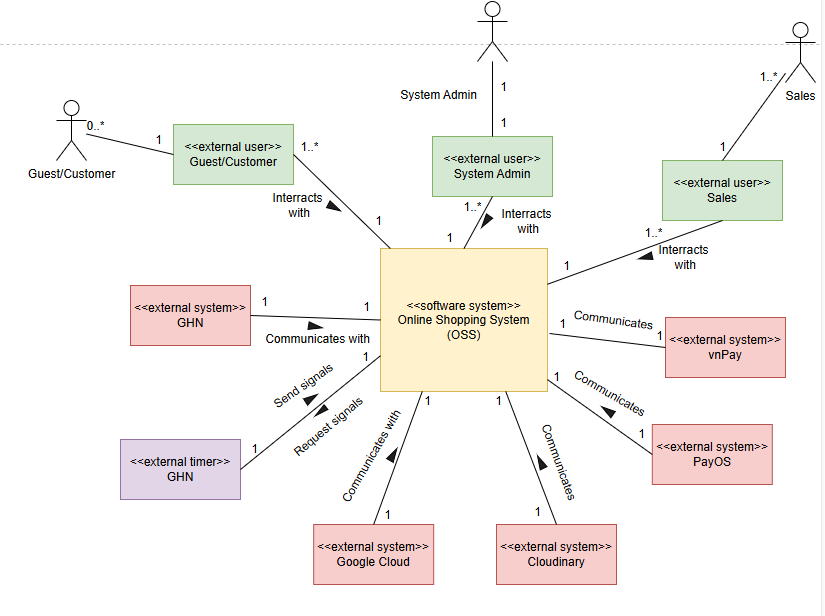 System Admin
1
1
1..*
Sales
0..*
1
Guest/Customer
<<external user>>
Guest/Customer
1..*
<<external user>>
System Admin
1
<<external user>>
Sales
Interracts
with
1
1..*
Interracts
with
1
1..*
Interracts
with
1
<<software system>>
Online Shopping System
(OSS)
<<external system>>
GHN
1
1
Communicates with
1
Communicates
1
<<external system>>
vnPay
1
Send signals
Request signals
1
<<external timer>>
GHN
1
Communicates
1
<<external system>>
PayOS
1
Communicates with
1
<<external system>>
Google Cloud
1
Communicates
1
<<external system>>
Cloudinary